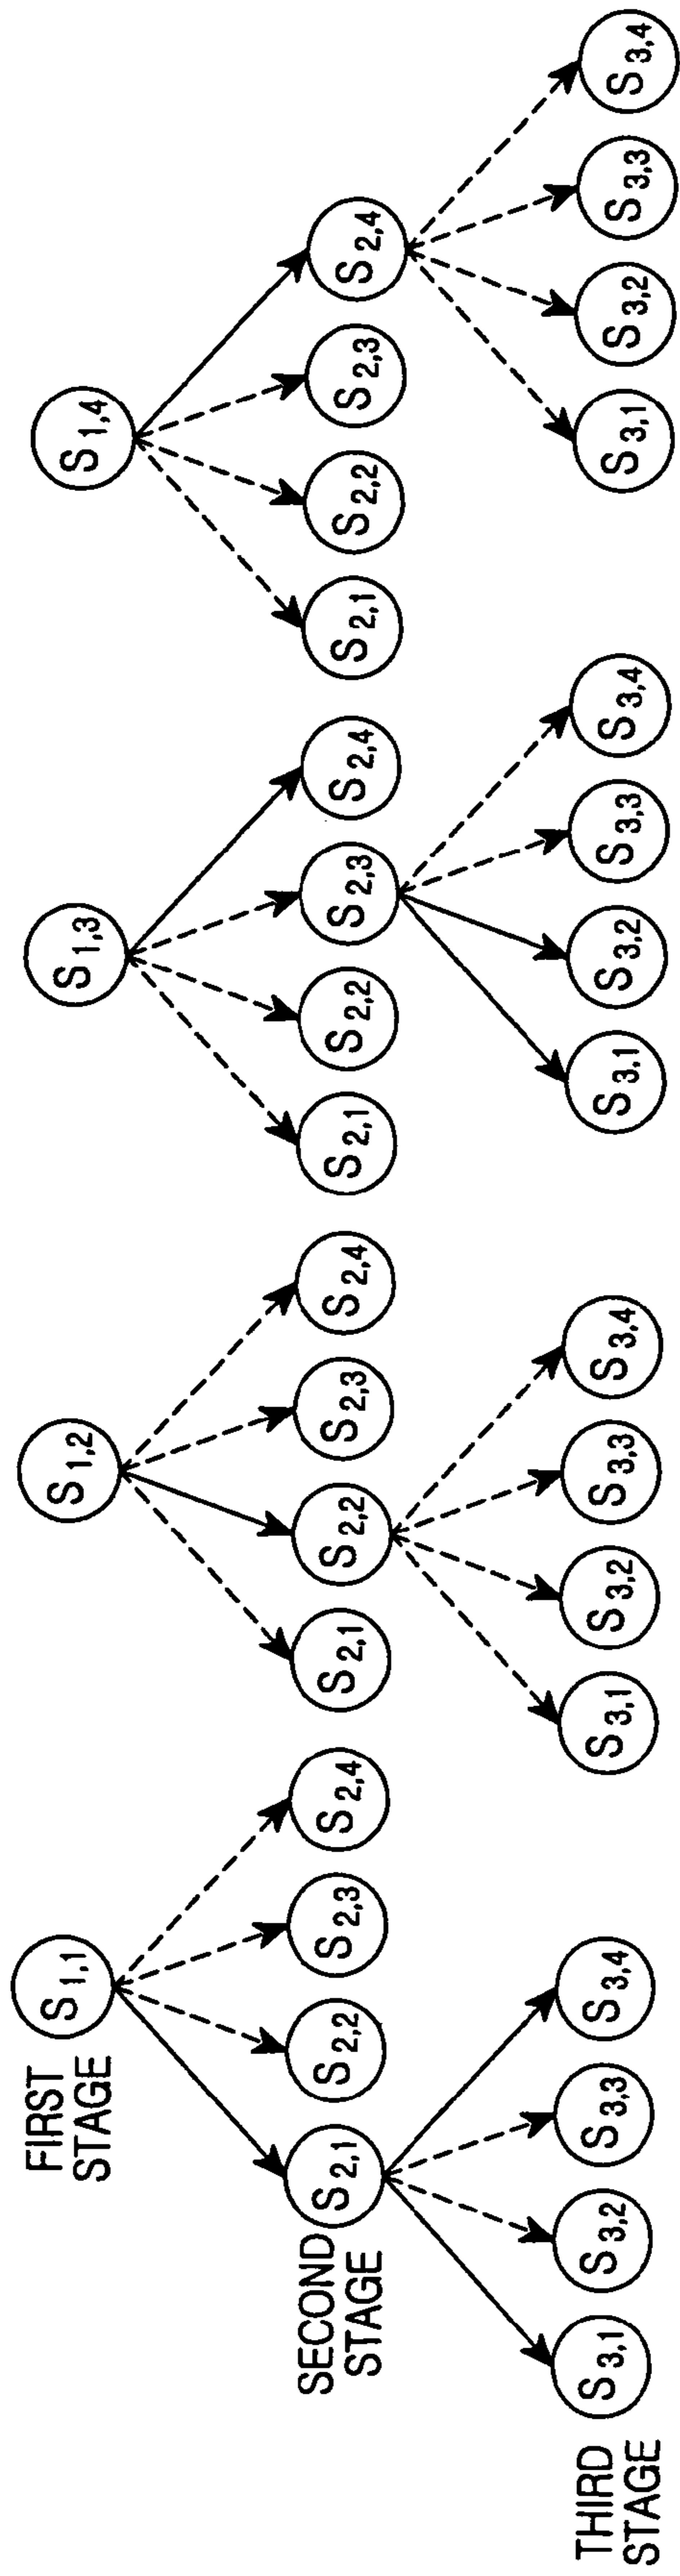 FIRST
STAGE
S1,1
S1,2
S1,3
S1,4
SECOND
STAGE
S2,1
S2,2
S2,3
S2,4
S2,1
S2,2
S2,3
S2,4
S2,1
S2,2
S2,3
S2,4
S2,1
S2,2
S2,3
S2,4
THIRD
STAGE
S3,1
S3,2
S3,3
S3,4
S3,1
S3,2
S3,3
S3,4
S3,1
S3,2
S3,3
S3,4
S3,1
S3,2
S3,3
S3,4